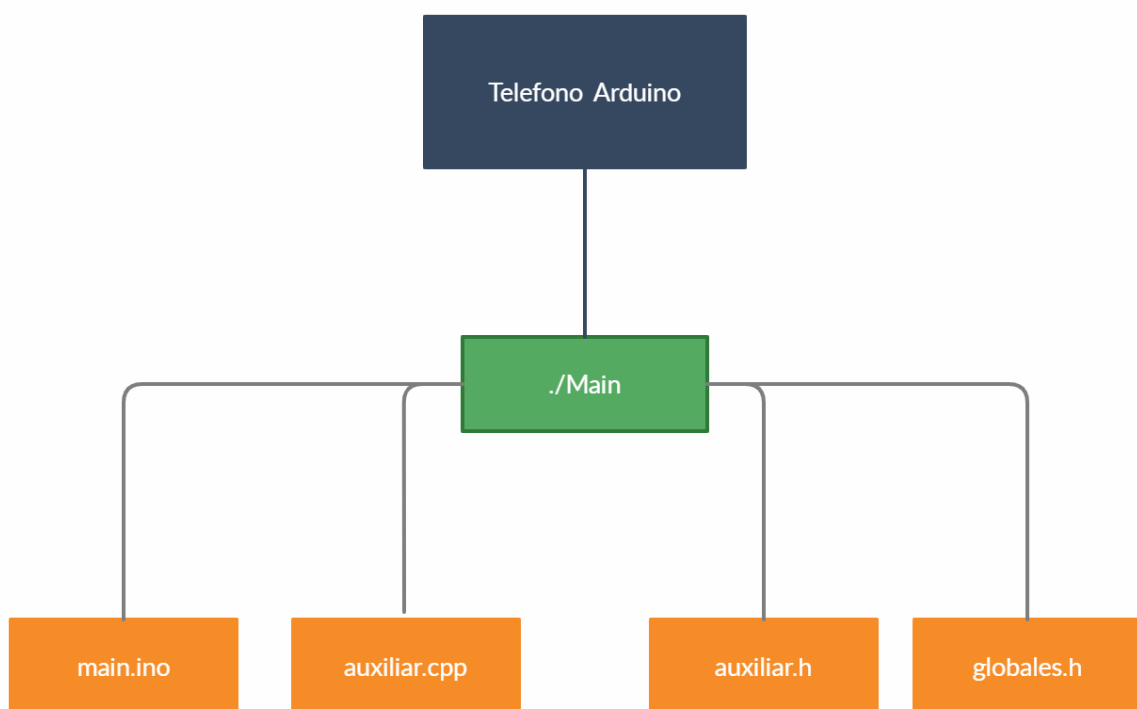 Telefono Arduino
./Main
main.ino
auxiliar.cpp
auxiliar.h
globales.h